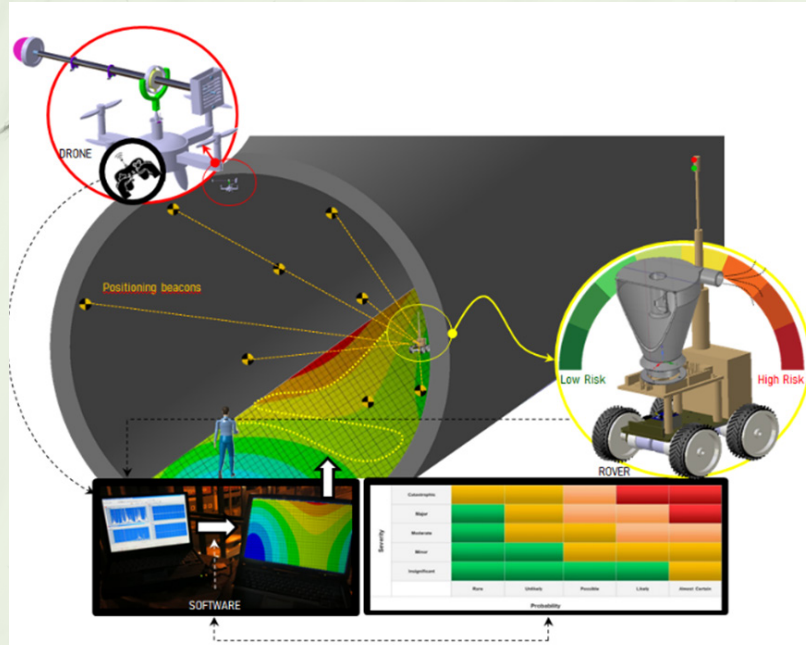 DRONE
Positioning beacons
Low Risk
High Risk
ROVER
SOFTWARE
Severity
Catastrophic
Major
Moderate
Minor
Insignificant
Rare
Unlikely
Possible
Likely
Almost Certain
Probability